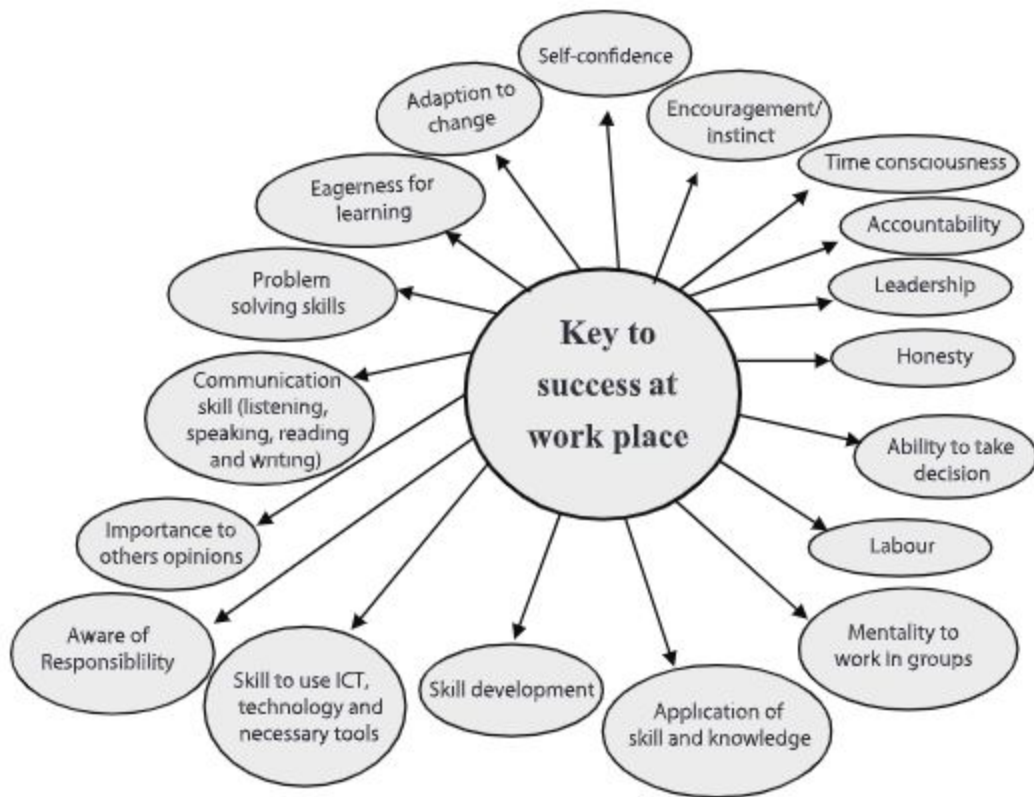 Key to
success at
work place
Self-confidence
Encouragement/
instinct
Time consciousness
Accountability
Leadership
Honesty
Ability to take
decision
Labour
Mentality to
work in groups
Application of
skill and knowledge
Skill development
Skill to use ICT,
technology and
necessary tools
Aware of
Responsiblility
Importance to
others opinions
Communication
skill (listening,
speaking, reading
and writing)
Problem
solving skills
Eagerness for
learning
Adaption to
change